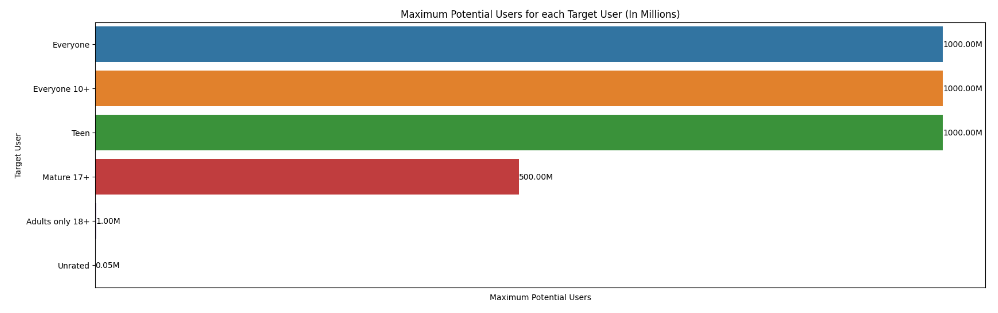 Maximum Potential Users for each Target User (In Millions)
Target User
Everyone 1000.00M
Everyone 10+ 1000.00M
Teen 1000.00M
Mature 17+ 500.00M
Adults only 18+ 1.00M
Unrated 0.05M
Maximum Potential Users